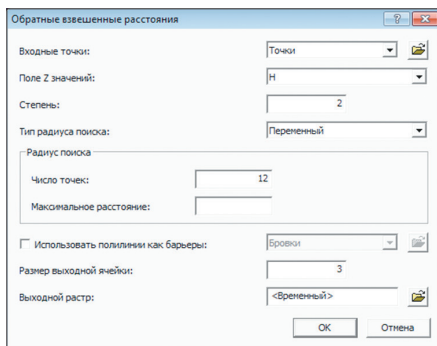 Обратные взвешенные расстояния
Входные точки: Точки
Поле Z значений: H
Степень: 2
Тип радиуса поиска: Переменный
Радиус поиска
Число точек: 12
Максимальное расстояние:
Использовать полилинии как барьеры: Бровки
Размер выходной ячейки: 3
Выходной растр: <Временный>
OK Отмена